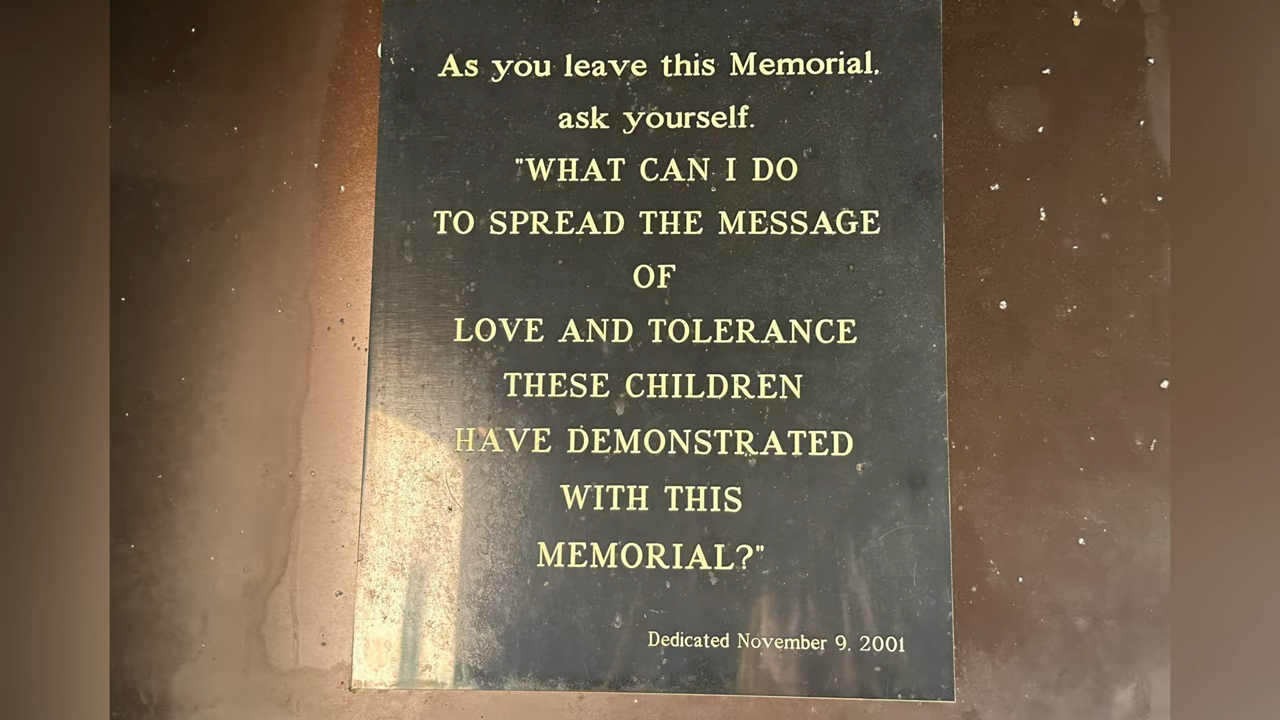 As you leave this Memorial,
ask yourself.
"WHAT CAN I DO
TO SPREAD THE MESSAGE
OF
LOVE AND TOLERANCE
THESE CHILDREN
HAVE DEMONSTRATED
WITH THIS
MEMORIAL?"
Dedicated November 9, 2001